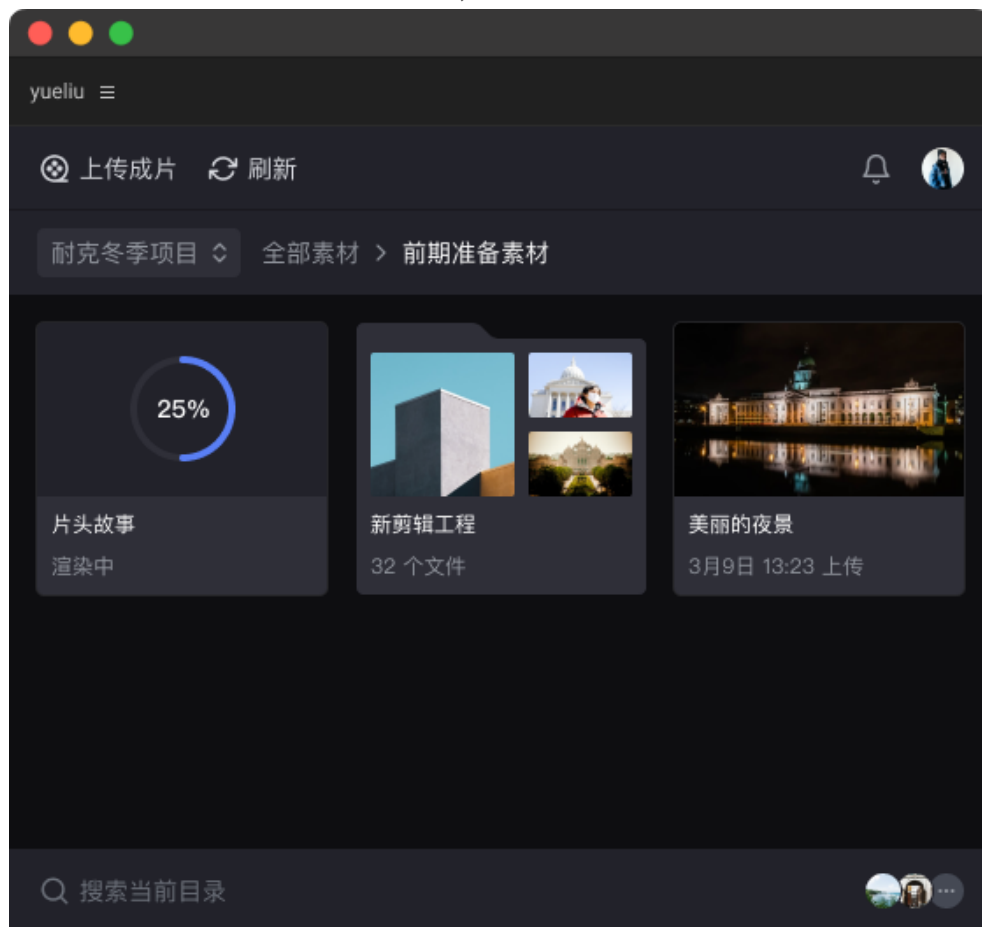 yueliu
上传成片 刷新
耐克冬季项目 全部素材 > 前期准备素材
25%
片头故事
渲染中
新剪辑工程
32 个文件
美丽的夜景
3月9日 13:23 上传
搜索当前目录